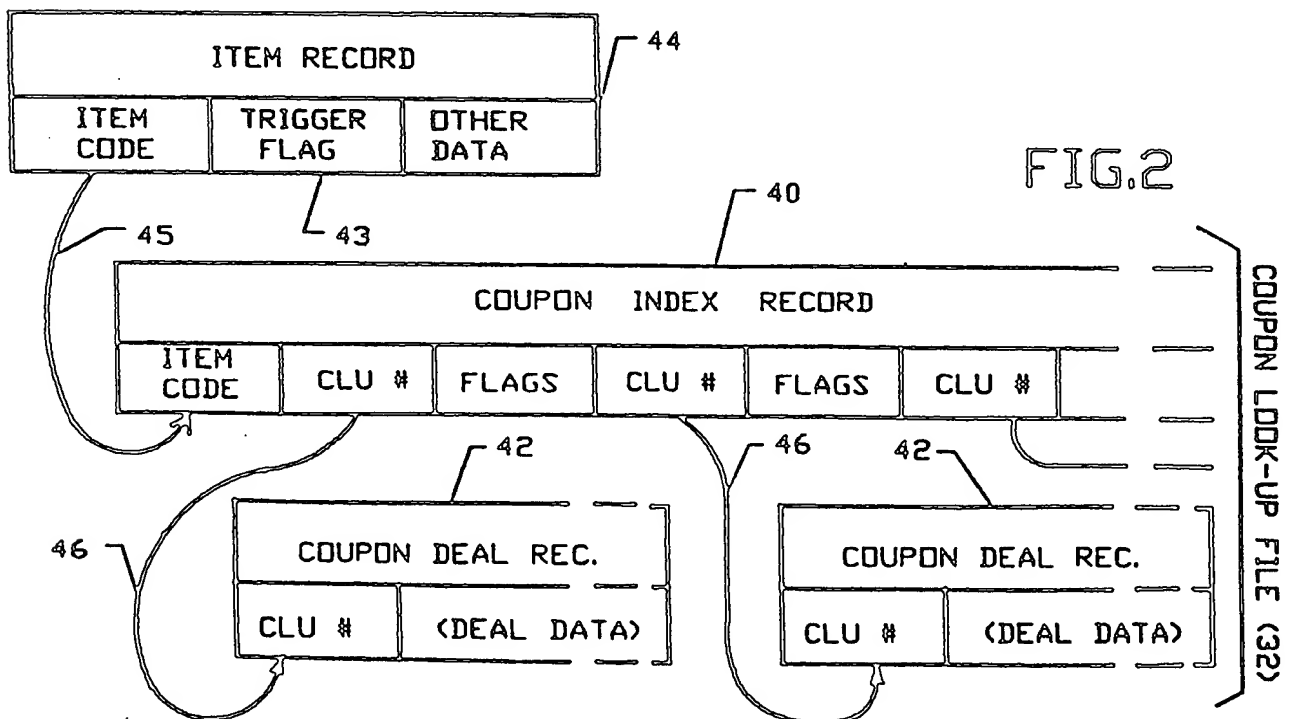 ITEM RECORD
44
ITEM CODE
TRIGGER FLAG
OTHER DATA
FIG.2
45
43
40
COUPON INDEX RECORD
ITEM CODE
CLU #
FLAGS
CLU #
FLAGS
CLU #
42
46
42
46
COUPON DEAL REC.
COUPON DEAL REC.
CLU #
(DEAL DATA)
CLU #
(DEAL DATA)
COUPON LOOK-UP FILE (32)